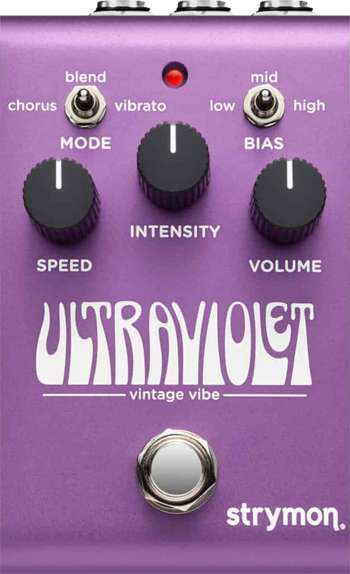 blend
mid
chorus
vibrato
low
high
MODE
BIAS
INTENSITY
SPEED
VOLUME
ULTRAVIOLET
vintage vibe
strymon®